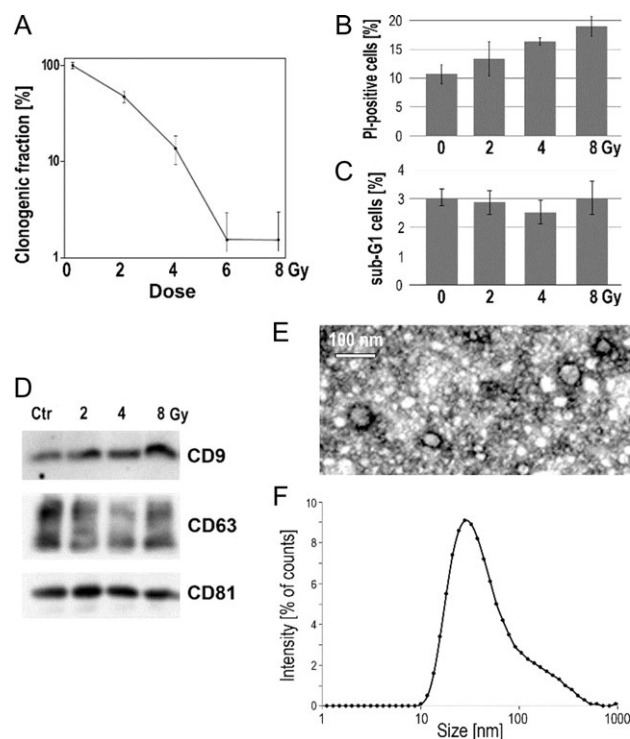 A
Clonogenic fraction [%]
100
10
1
0 2 4 6 8 Gy
Dose
B
PI-positive cells [%]
20
15
10
5
0
0 2 4 8 Gy
C
sub-G1 cells [%]
4
3
2
1
0
0 2 4 8 Gy
D
Ctr 2 4 8 Gy
CD9
CD63
CD81
E
100 nm
F
Intensity [% of counts]
10
8
6
4
2
0
1 10 100 1000
Size [nm]